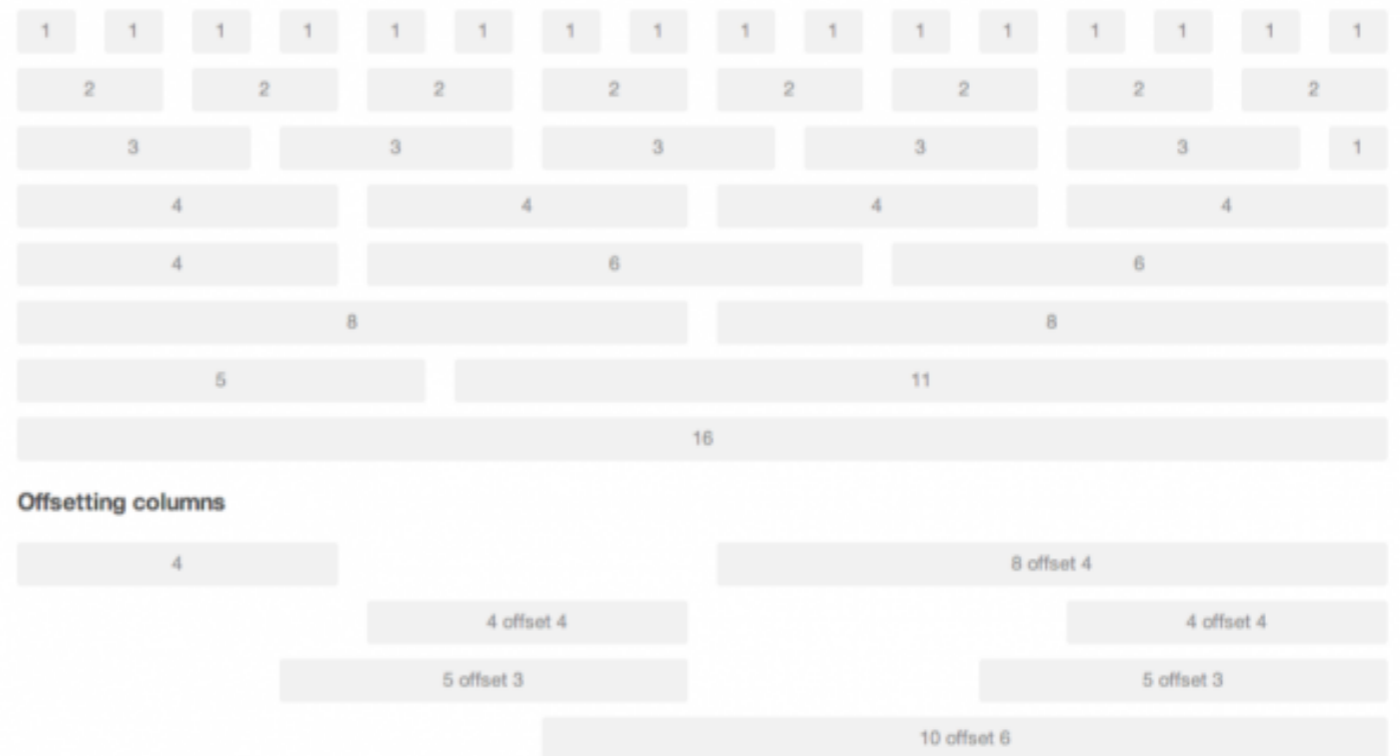 1 1 1 1 1 1 1 1 1 1 1 1 1 1 1 1
2 2 2 2 2 2 2 2
3 3 3 3 3 1
4 4 4 4
4 6 6
8 8
5 11
16
Offsetting columns
4 8 offset 4
4 offset 4 4 offset 4
5 offset 3 5 offset 3
10 offset 6